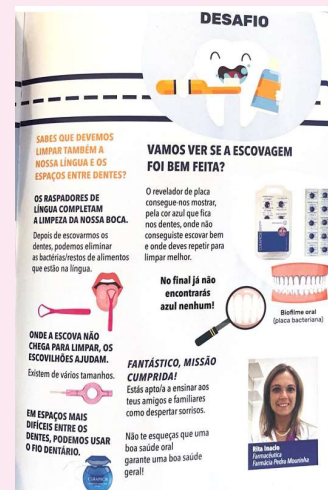 DESAFIO
SABES QUE DEVEMOS
LIMPAR TAMBÉM A
NOSSA LÍNGUA E OS
ESPAÇOS ENTRE DENTES?
OS RASPADORES DE
LÍNGUA COMPLETAM
A LIMPEZA DA NOSSA BOCA.
Depois de escovarmos os
dentes, podemos eliminar
as bactérias/restos de alimentos
que estão na língua.
ONDE A ESCOVA NÃO
CHEGA PARA LIMPAR, OS
ESCOVILHÕES AJUDAM.
Existem de vários tamanhos.
EM ESPAÇOS MAIS
DIFÍCEIS ENTRE OS
DENTES, PODEMOS USAR
O FIO DENTÁRIO.
VAMOS VER SE A ESCOVAGEM
FOI BEM FEITA?
O revelador de placa
consegue-nos mostrar,
pela cor azul que fica
nos dentes, onde não
conseguiste escovar bem
e onde deves repetir para
limpar melhor.
No final já não
encontrarás
azul nenhum!
Biofilme oral
(placa bacteriana)
FANTÁSTICO, MISSÃO
CUMPRIDA!
Estás apto/a a ensinar aos
teus amigos e familiares
como despertar sorrisos.
Não te esqueças que uma
boa saúde oral
garante uma boa saúde
geral!
Rita Inacio
Farmacêutica
Farmácia Pedro Mourinha